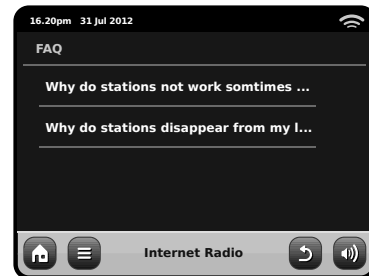 16.20pm 31 Jul 2012
FAQ
Why do stations not work somtimes ...
Why do stations disappear from my l...
Internet Radio